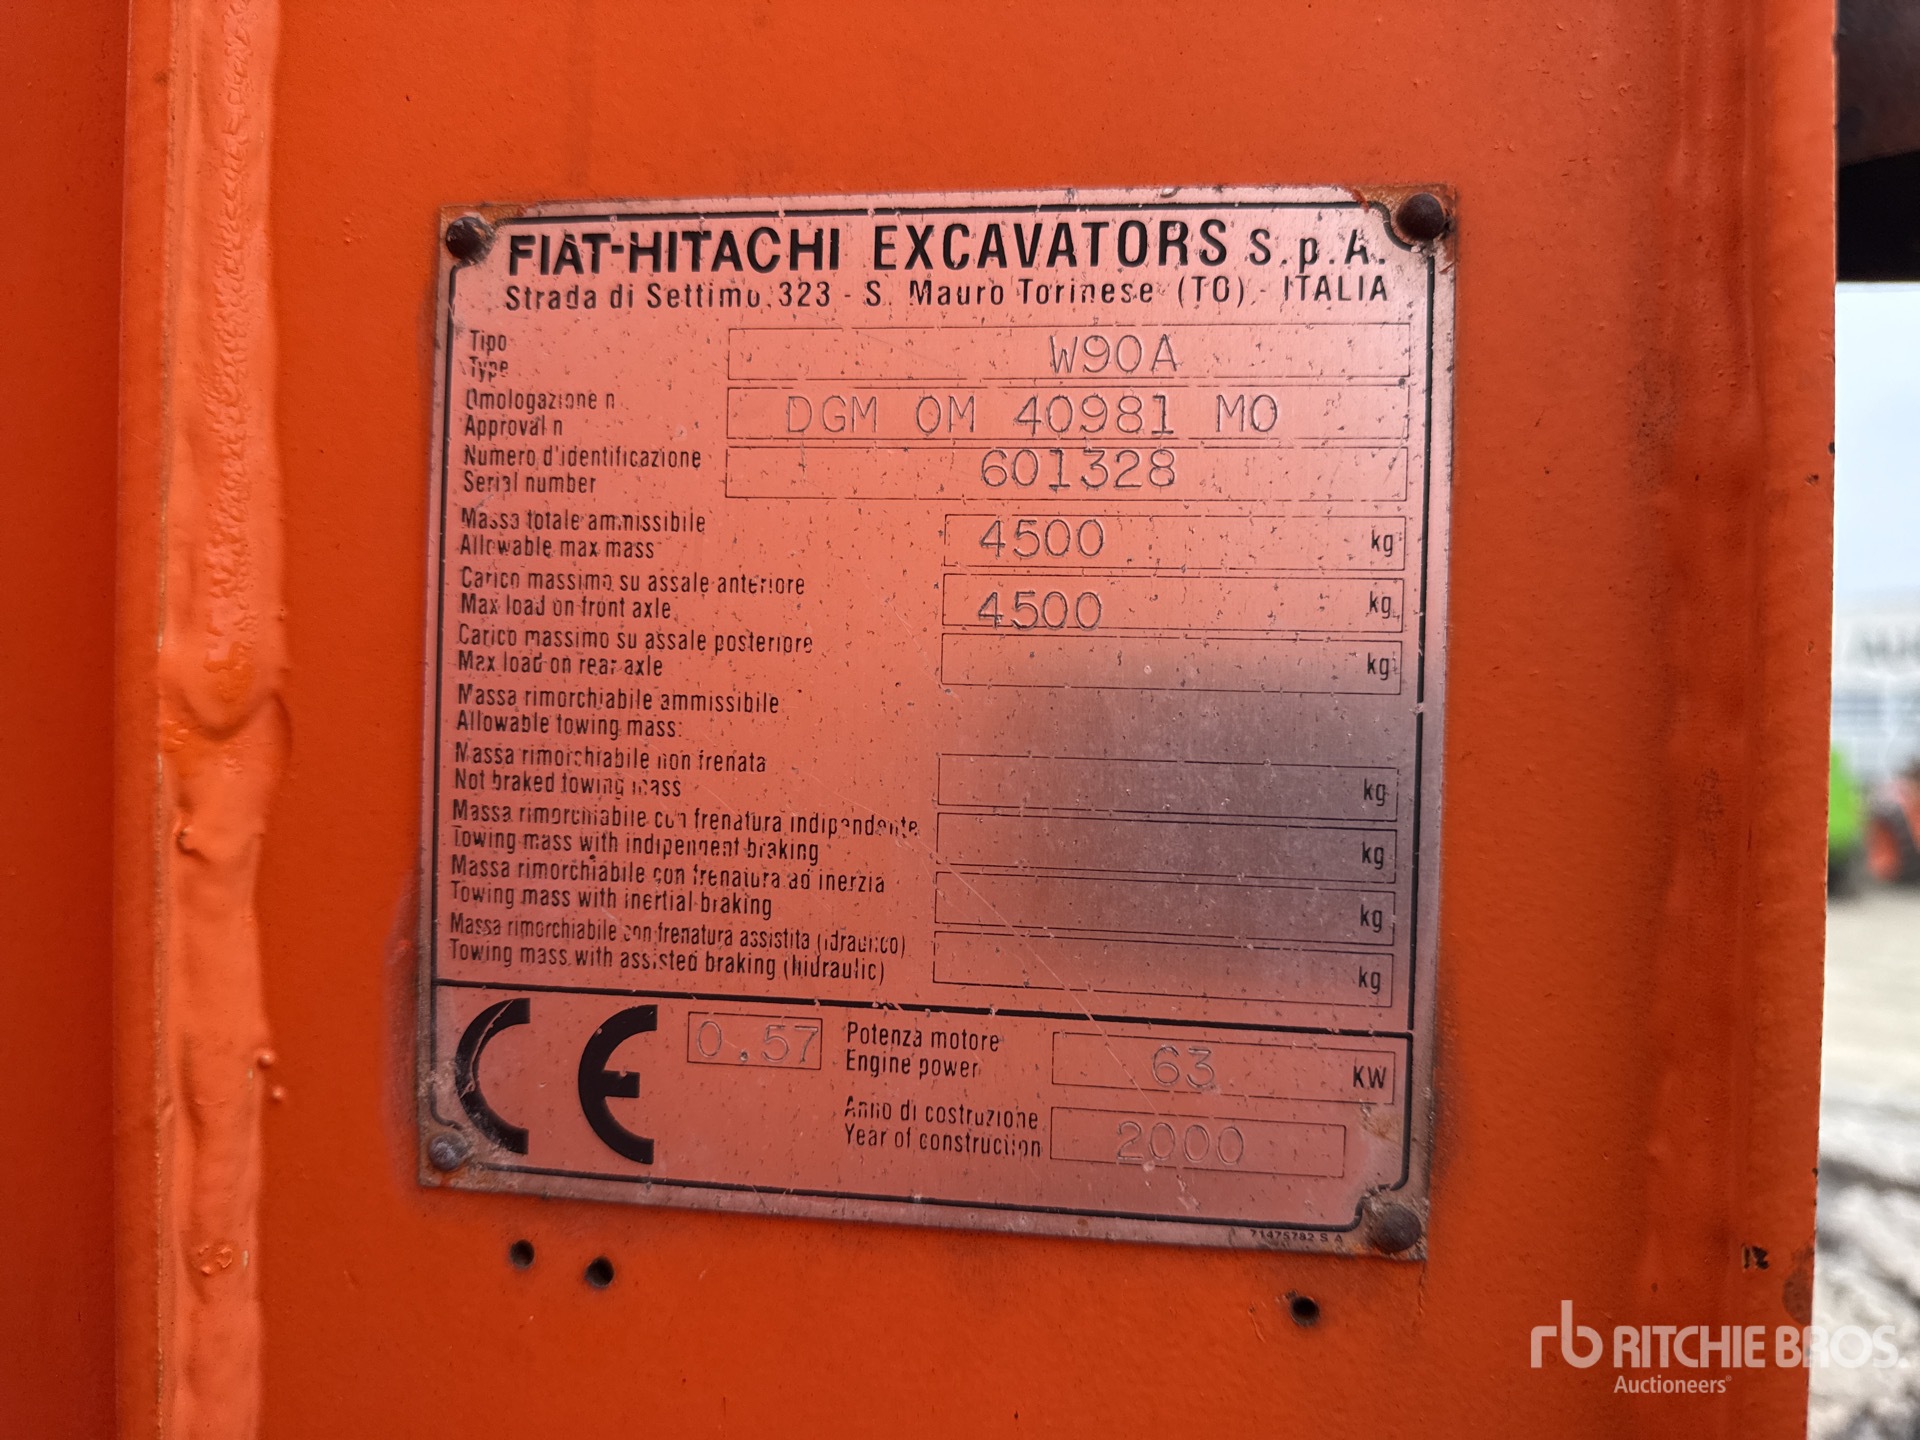 FIAT-HITACHI EXCAVATORS S.p.A.
Strada di Settimo, 323 - S. Mauro Torinese (TO) - ITALIA
Tipo
Type
W90A
Omologazione n
Approval n
DGM OM 40981 MO
Numero d'identificazione
Serial number
601328
Massa totale ammissibile
Allowable max mass
4500 kg
Carico massimo su assale anteriore
Max load on front axle
4500 kg
Carico massimo su assale posteriore
Max load on rear axle
kg
Massa rimorchiabile ammissibile
Allowable towing mass:
Massa rimorchiabile non frenata
Not braked towing mass
kg
Massa rimorchiabile con frenatura indipendente
Towing mass with indipendent braking
kg
Massa rimorchiabile con frenatura ad inerzia
Towing mass with inertial braking
kg
Massa rimorchiabile con frenatura assistita (idraulico)
Towing mass with assisted braking (hidraulic)
kg
CE 0.57
Potenza motore
Engine power
63 KW
Anno di costruzione
Year of construction
2000
71475782 S A
rb RITCHIE BROS.
Auctioneers